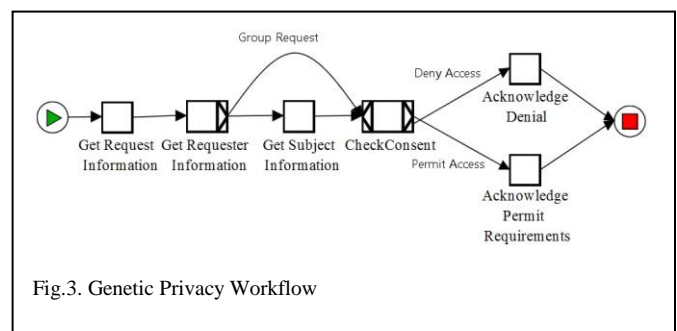 Group Request
Deny Access
Acknowledge
Denial
Get Request
Information
Get Requester
Information
Get Subject
Information
CheckConsent
Permit Access
Acknowledge
Permit
Requirements
Fig.3. Genetic Privacy Workflow